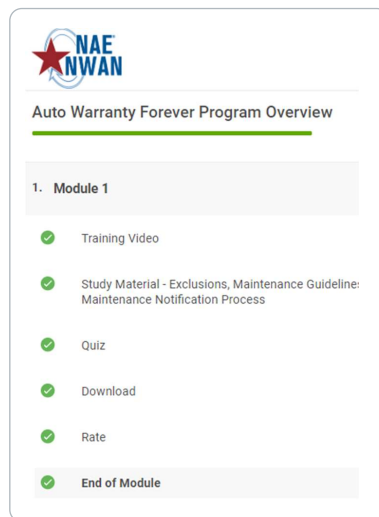 NAE
NWAN
Auto Warranty Forever Program Overview
1. Module 1
Training Video
Study Material - Exclusions, Maintenance Guidelines
Maintenance Notification Process
Quiz
Download
Rate
End of Module